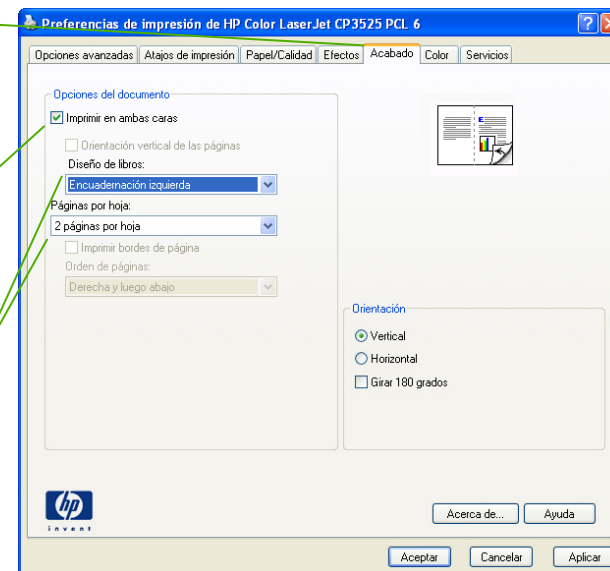 Preferencias de impresión de HP Color LaserJet CP3525 PCL 6
Opciones avanzadas Atajos de impresión Papel/Calidad Efectos Acabado Color Servicios
Opciones del documento
Imprimir en ambas caras
Orientación vertical de las páginas
Diseño de libros:
Encuadernación izquierda
Páginas por hoja:
2 páginas por hoja
Imprimir bordes de página
Orden de páginas:
Derecha y luego abajo
E
Orientación
Vertical
Horizontal
Girar 180 grados
hp
invent
Acerca de... Ayuda
Aceptar Cancelar Aplicar